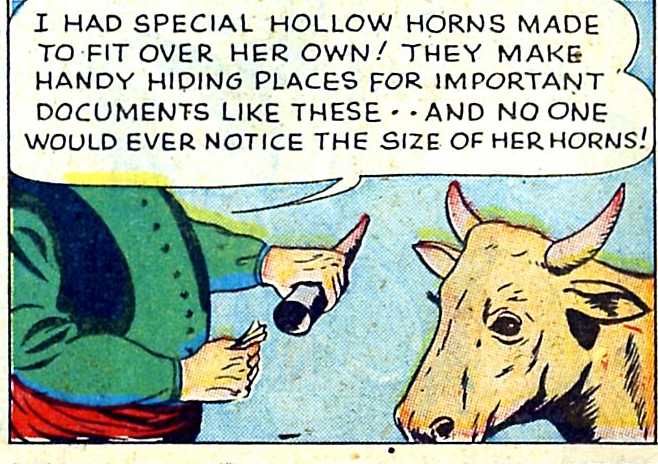 I HAD SPECIAL HOLLOW HORNS MADE
TO FIT OVER HER OWN! THEY MAKE
HANDY HIDING PLACES FOR IMPORTANT
DOCUMENTS LIKE THESE -- AND NO ONE
WOULD EVER NOTICE THE SIZE OF HER HORNS!